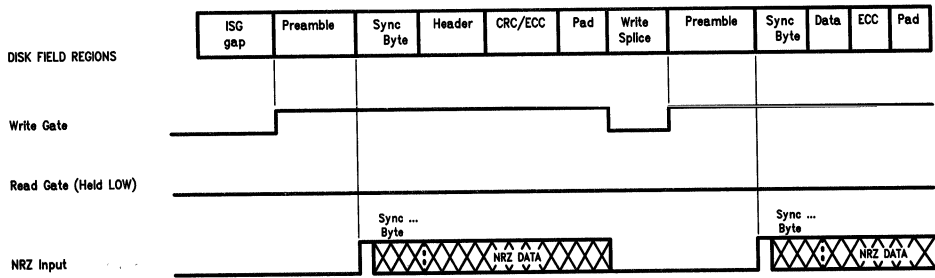 DISK FIELD REGIONS
ISG gap
Preamble
Sync Byte
Header
CRC/ECC
Pad
Write Splice
Preamble
Sync Byte
Data
ECC
Pad
Write Gate
Read Gate (Held LOW)
Sync ...
Byte
Sync ...
Byte
NRZ Input
NRZ DATA
NRZ DATA